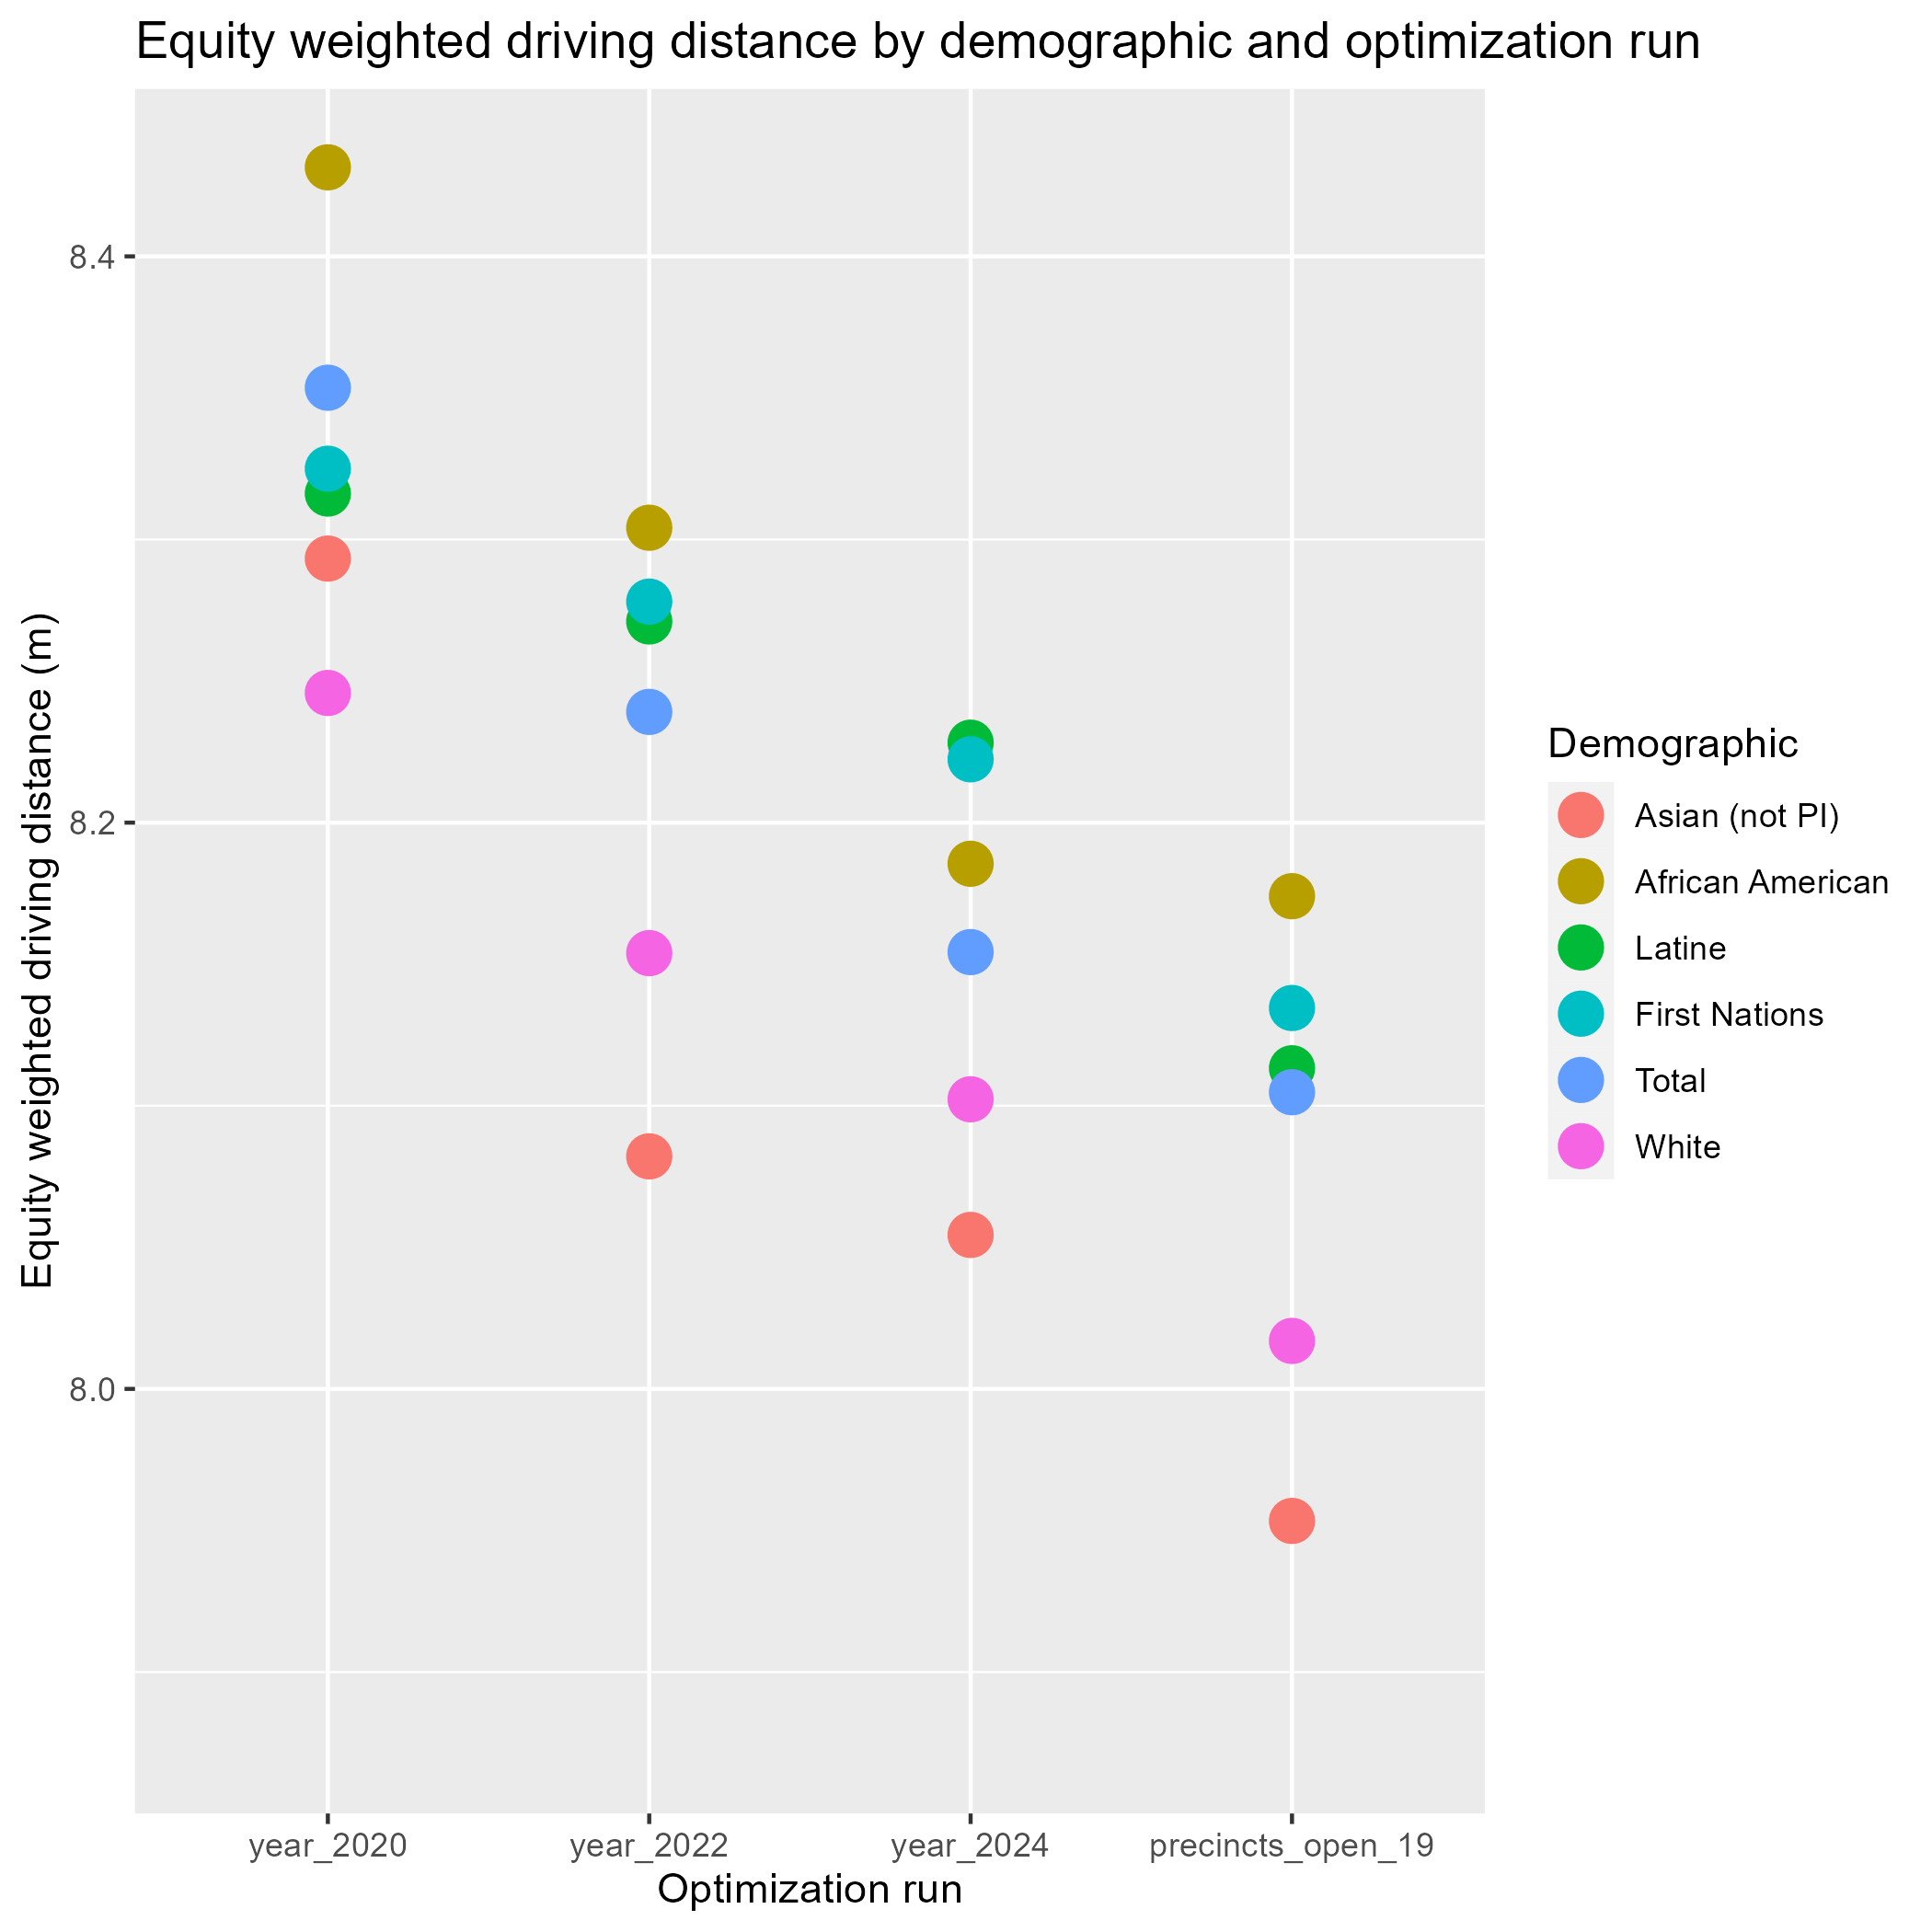 Equity weighted driving distance by demographic and optimization run
Equity weighted driving distance (m)
8.4
8.2
8.0
year_2020
year_2022
year_2024
precincts_open_19
Optimization run
Demographic
Asian (not PI)
African American
Latine
First Nations
Total
White